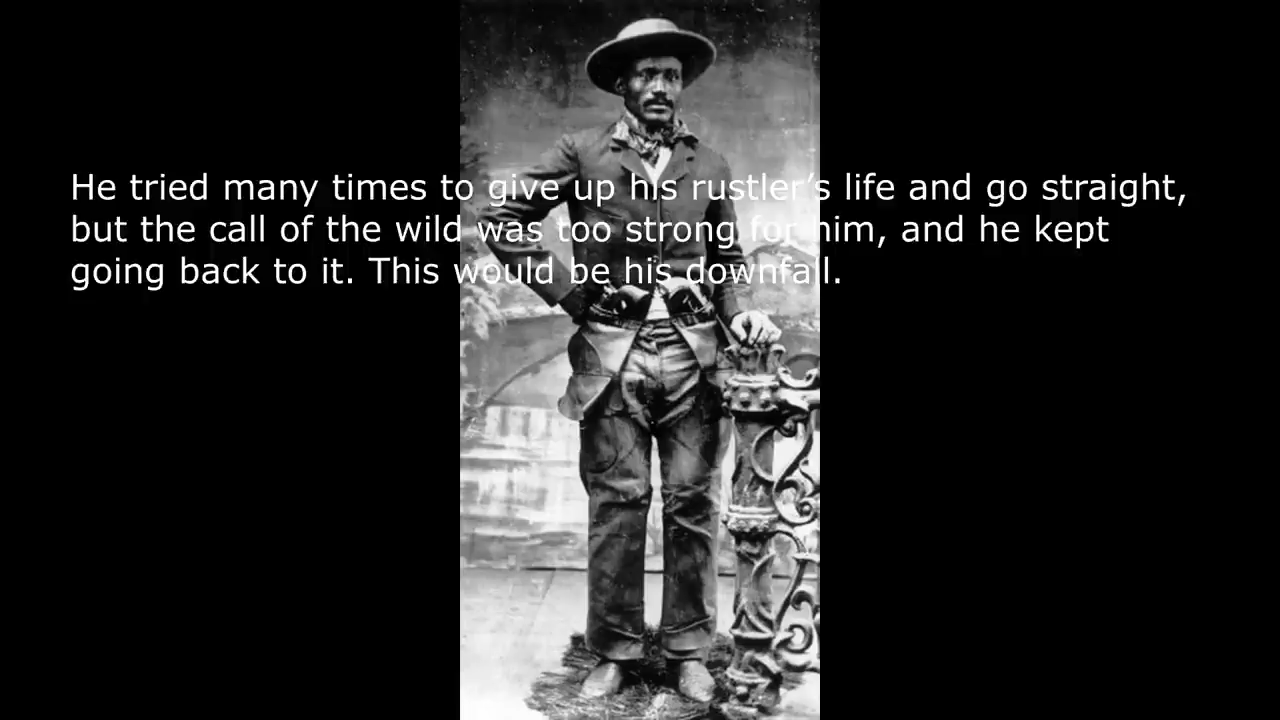 He tried many times to give up his rustler's life and go straight,
but the call of the wild was too strong for him, and he kept
going back to it. This would be his downfall.